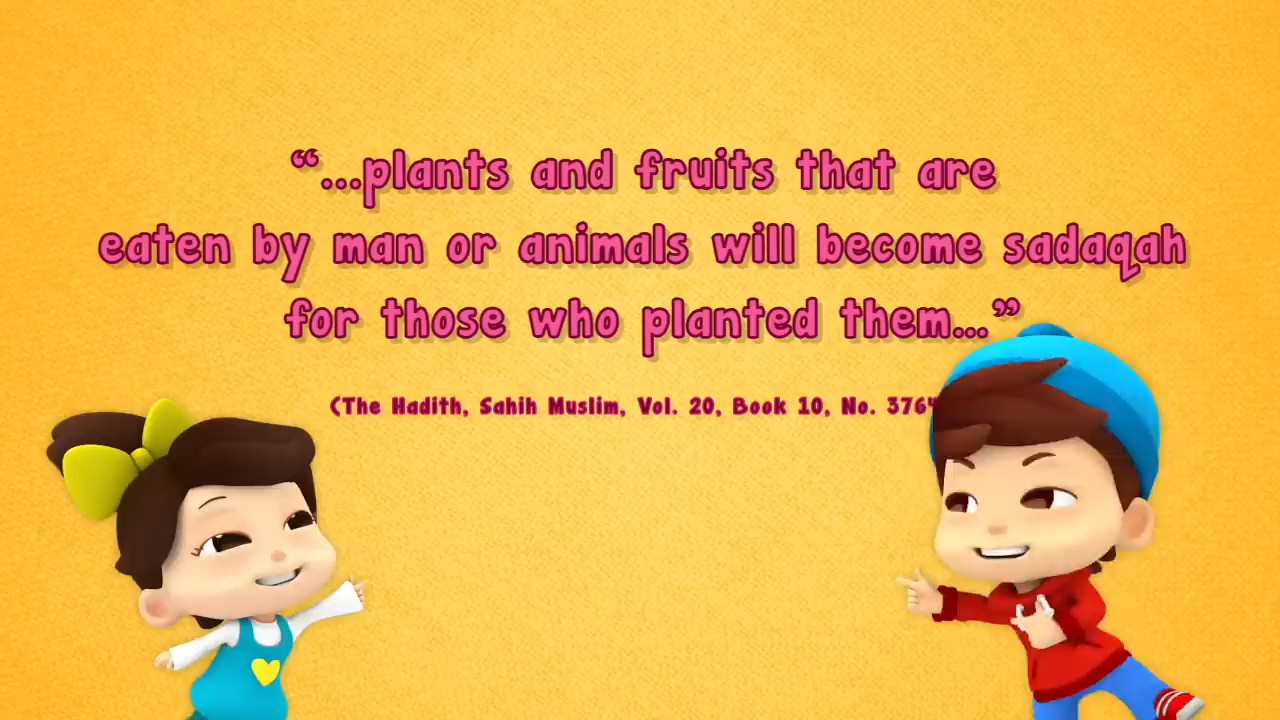 “...plants and fruits that are
eaten by man or animals will become sadaqah
for those who planted them...”
(The Hadith, Sahih Muslim, Vol. 20, Book 10, No.